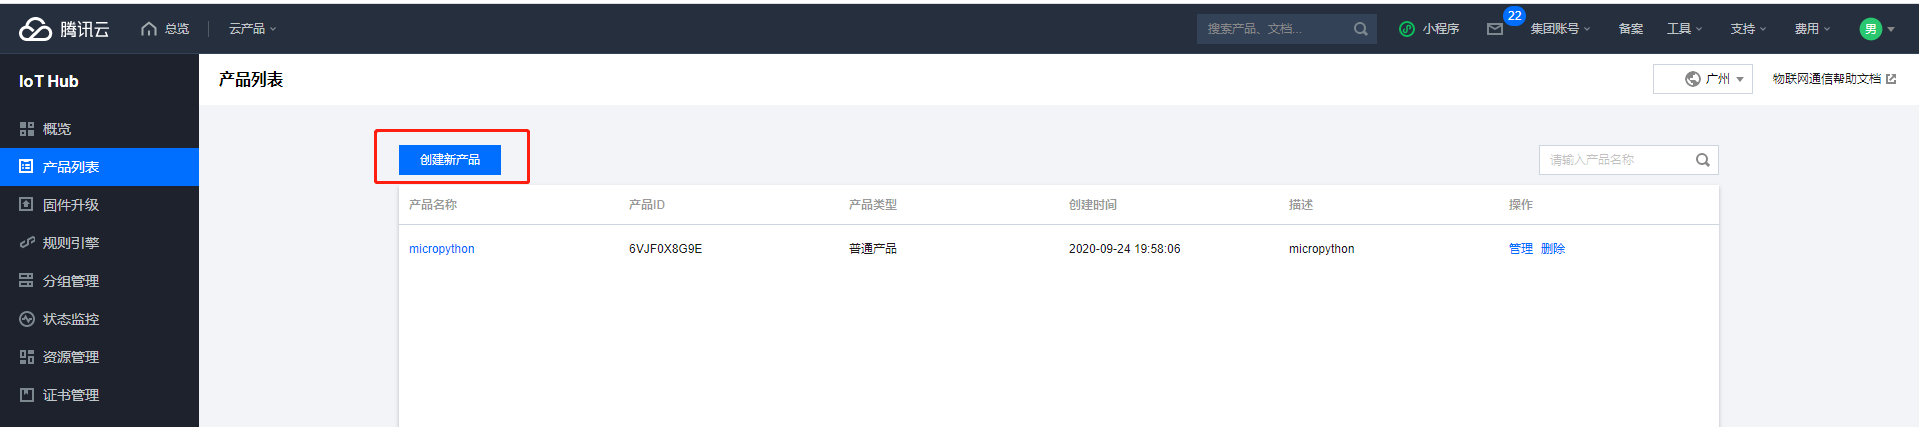 腾讯云 总览 云产品 搜索产品、文档... 小程序 22 集团账号 备案 工具 支持 费用 男
IoT Hub
产品列表 广州 物联网通信帮助文档
概览
产品列表
固件升级
规则引擎
分组管理
状态监控
资源管理
证书管理
创建新产品 请输入产品名称
产品名称 产品ID 产品类型 创建时间 描述 操作
micropython 6VJF0X8G9E 普通产品 2020-09-24 19:58:06 micropython 管理 删除